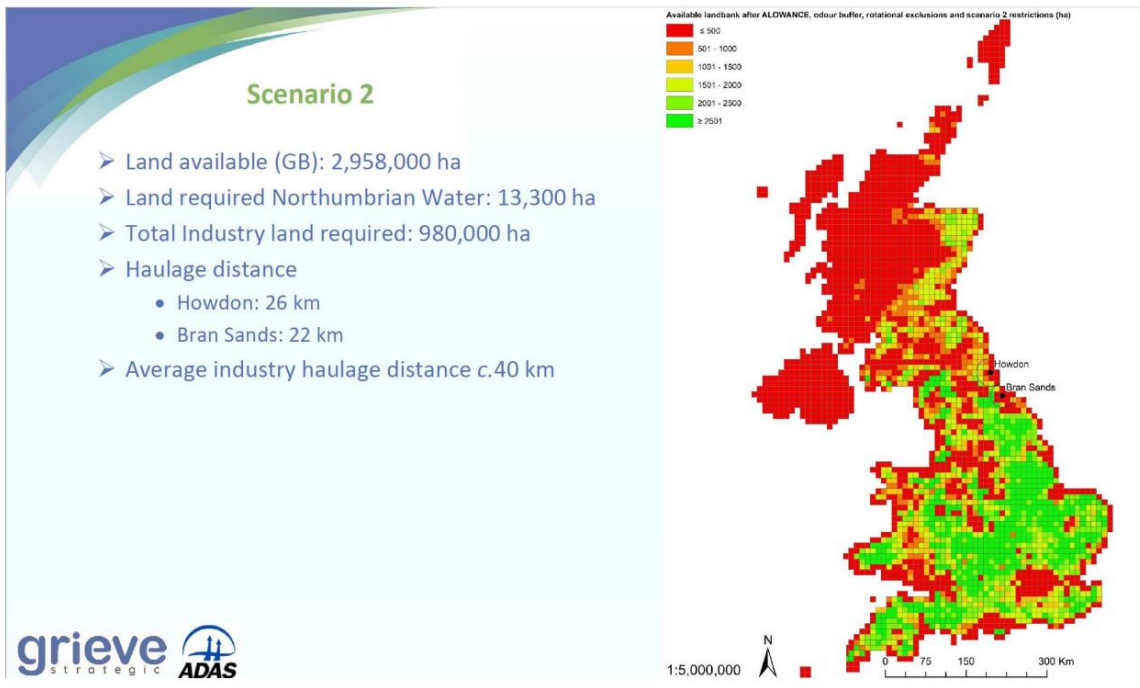 Scenario 2
➢ Land available (GB): 2,958,000 ha
➢ Land required Northumbrian Water: 13,300 ha
➢ Total Industry land required: 980,000 ha
➢ Haulage distance
• Howdon: 26 km
• Bran Sands: 22 km
➢ Average industry haulage distance c.40 km
grieve
strategic
ADAS
Available landbank after ALOWANCE, odour buffer, rotational exclusions and scenario 2 restrictions (ha)
≤ 500
501 - 1000
1001 - 1500
1501 - 2000
2001 - 2500
≥ 2501
Howdon
Bran Sands
1:5,000,000
N
0 75 150 300 Km